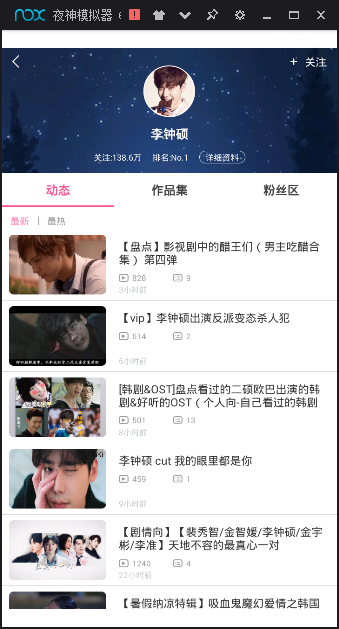 nox 夜神模拟器 6
+ 关注
李钟硕
关注:138.6万 排名:No.1 详细资料
动态 作品集 粉丝区
最新 | 最热
【盘点】影视剧中的醋王们（男主吃醋合
集）第四弹
828 9
3小时前
【vip】李钟硕出演反派变态杀人犯
514 2
6小时前
[韩剧&OST]盘点看过的二硕欧巴出演的韩
剧&好听的OST（个人向·自己看过的韩剧
501 13
8小时前
李钟硕 cut 我的眼里都是你
459 1
9小时前
【剧情向】【裴秀智/金智媛/李钟硕/金宇
彬/李准】天地不容的最真心一对
1240 4
22小时前
【暑假纳凉特辑】吸血鬼魔幻爱情之韩国